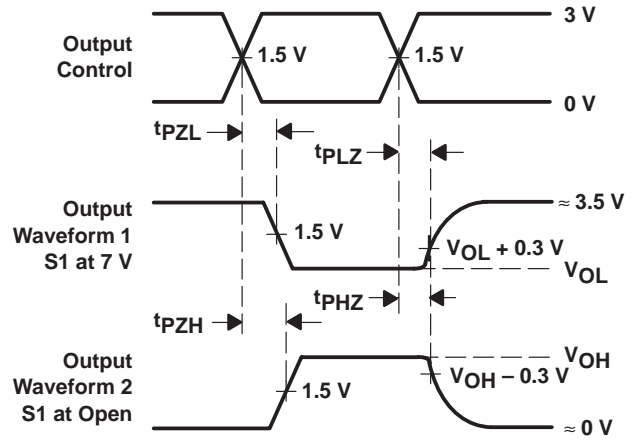 3 V
Output
Control
1.5 V
1.5 V
0 V
tPZL
tPLZ
Output
Waveform 1
S1 at 7 V
≈ 3.5 V
1.5 V
VOL + 0.3 V
VOL
tPZH
tPHZ
Output
Waveform 2
S1 at Open
VOH
VOH – 0.3 V
1.5 V
≈ 0 V